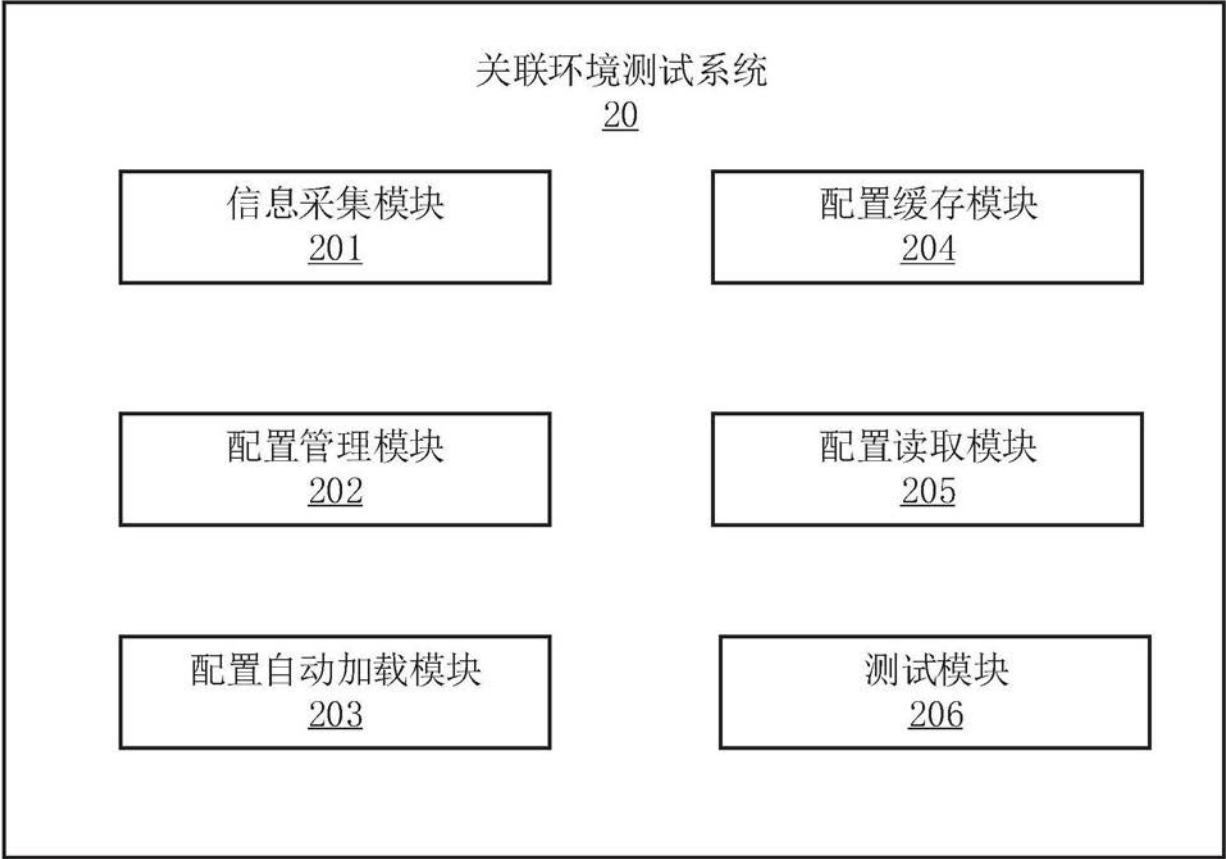 关联环境测试系统
20
信息采集模块
201
配置缓存模块
204
配置管理模块
202
配置读取模块
205
配置自动加载模块
203
测试模块
206